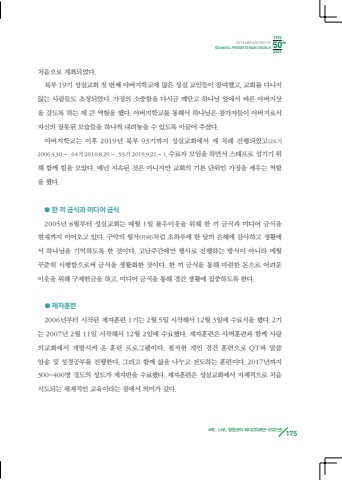 1972
50 YEARS HISTORY OF
SEONGSIL PRESBYTERIAN CHURCH
50th
2022
처음으로 개최되었다.
북부 19기 성실교회 첫 번째 아버지학교에 많은 성실 교인들이 참여했고, 교회를 다니지
않는 사람들도 초청되었다. 가정의 소중함을 다시금 깨닫고 하나님 앞에서 바른 아버지상
을 갖도록 하는 데 큰 역할을 했다. 아버지학교를 통해서 하나님은 참가자들이 아버지로서
자신의 잘못된 모습들을 하나씩 내려놓을 수 있도록 이끌어 주셨다.
아버지학교는 이후 2019년 북부 93기까지 성실교회에서 세 차례 진행되었고(26기
2006.4.30.~, 64기 2010.8.29.~, 93기 2019.9.21.~), 수료자 모임을 하면서 스태프로 섬기기 위
해 함께 힘을 모았다. 매년 지속된 것은 아니지만 교회의 기본 단위인 가정을 세우는 역할
을 했다.
● 한 끼 금식과 미디어 금식
2005년 8월부터 성실교회는 매월 1일 불우이웃을 위해 한 끼 금식과 미디어 금식을
현재까지 이어오고 있다. 구약의 월삭(月朔)처럼 초하루에 한 달의 은혜에 감사하고 생활에
서 하나님을 기억하도록 한 것이다. 고난주간에만 행사로 진행하는 방식이 아니라 매월
꾸준히 시행함으로써 금식을 생활화한 것이다. 한 끼 금식을 통해 마련한 돈으로 어려운
이웃을 위해 구제헌금을 하고, 미디어 금식을 통해 경건 생활에 집중하도록 한다.
● 제자훈련
2006년부터 시작된 제자훈련 1기는 2월 5일 시작해서 12월 3일에 수료식을 했다. 2기
는 2007년 2월 11일 시작해서 12월 2일에 수료했다. 제자훈련은 사역훈련과 함께 사랑
의교회에서 개발시켜 온 훈련 프로그램이다. 철저한 개인 경건 훈련으로 QT와 말씀
암송 및 성경공부를 진행한다. 그리고 함께 삶을 나누고 전도하는 훈련이다. 2017년까지
300~400명 정도의 성도가 제자반을 수료했다. 제자훈련은 성실교회에서 자체적으로 처음
시도되는 체계적인 교육이라는 점에서 의미가 깊다.
175